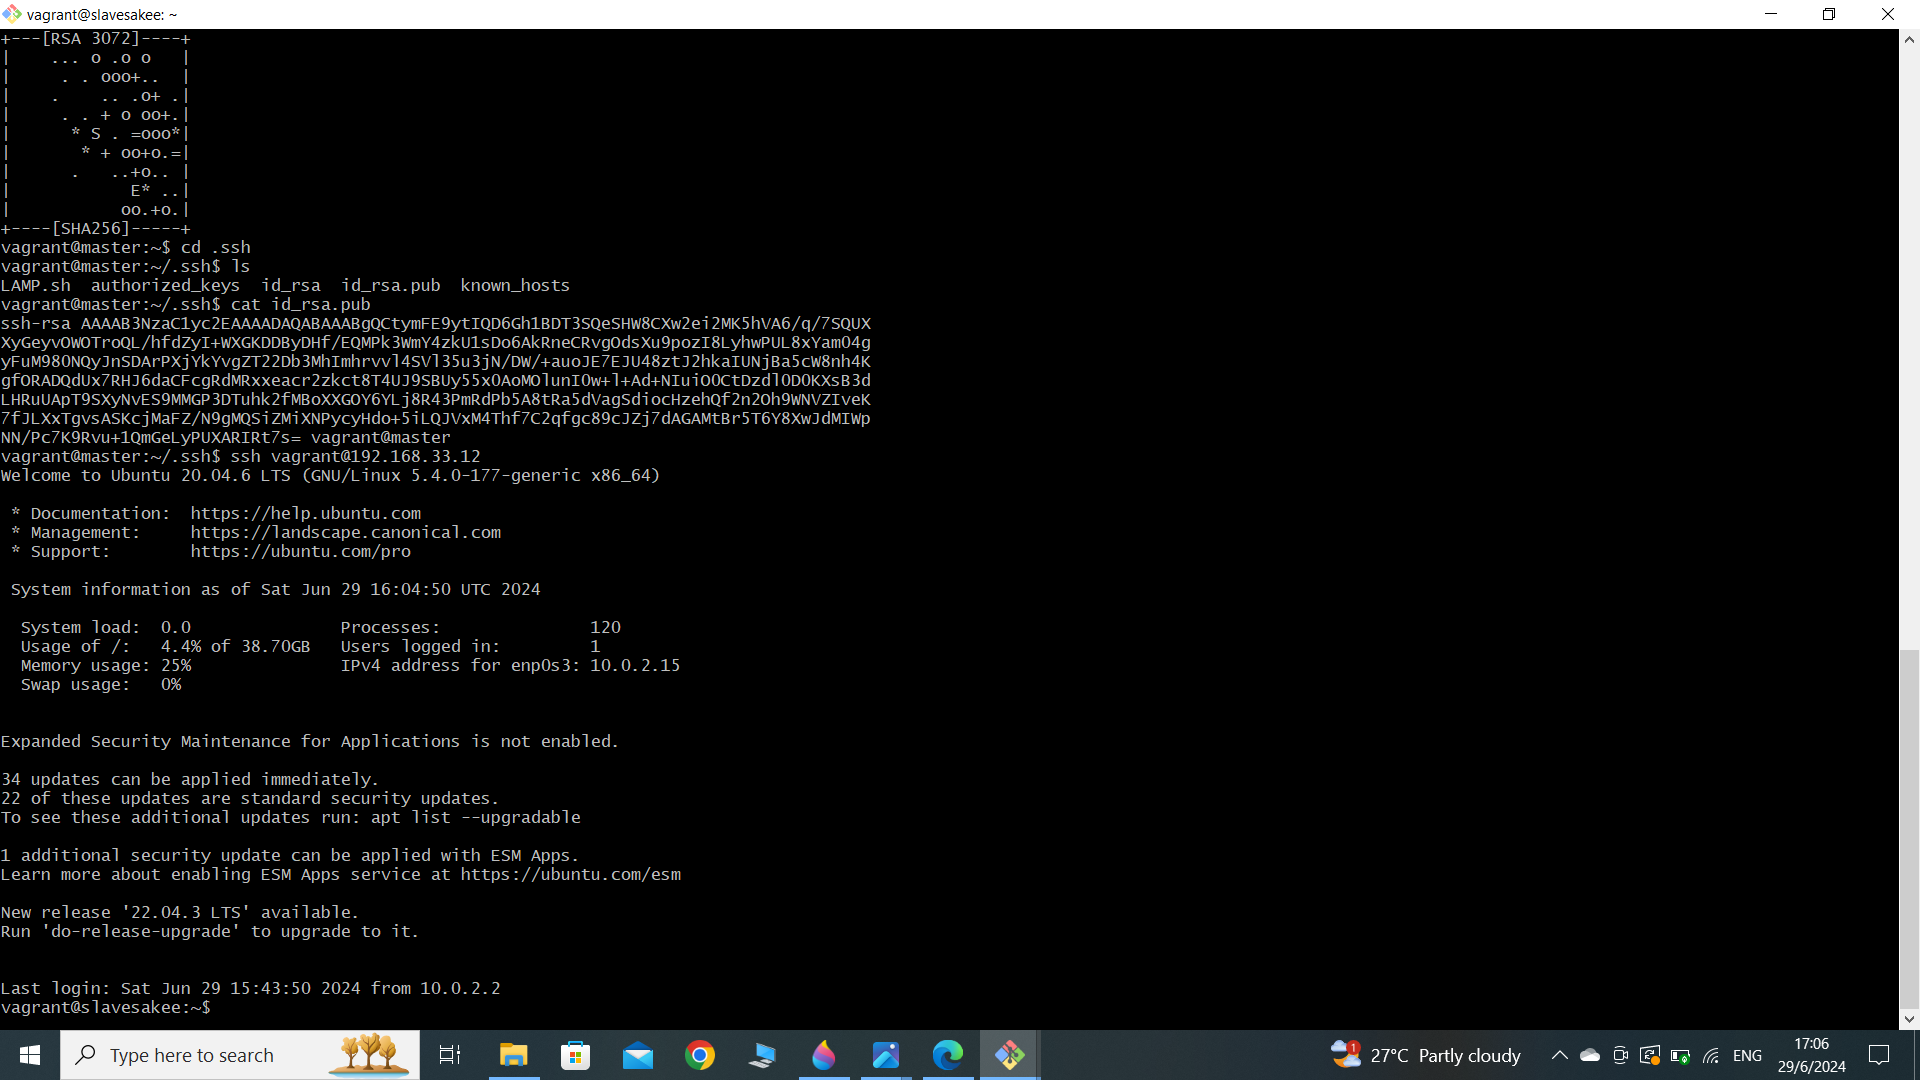 vagrant@slavesakee: ~
+---[RSA 3072]----+
|    ... o .o o   |
|     . . ooo+..  |
|    .    .. .o+ .|
|     . . + o oo+.|
|      * S . =ooo*|
|       * + oo+o.=|
|      .   ..+o.. |
|            E* ..|
|           oo.+o.|
+----[SHA256]-----+
vagrant@master:~$ cd .ssh
vagrant@master:~/.ssh$ ls
LAMP.sh  authorized_keys  id_rsa  id_rsa.pub  known_hosts
vagrant@master:~/.ssh$ cat id_rsa.pub
ssh-rsa AAAAB3NzaC1yc2EAAAADAQABAAABgQCtymFE9ytIQD6Gh1BDT3SQeSHW8CXw2ei2MK5hVA6/q/7SQUX
XyGeyvOWOTroQL/hfdZyI+WXGKDDByDHf/EQMPk3WmY4zkU1sDo6AkRneCRvgOdsXu9pozI8LyhwPUL8xYamO4g
yFuM980NQyJnSDArPXjYkYvgZT22Db3MhImhrvvl4SVl35u3jN/DW/+auoJE7EJU48ztJ2hkaIUNjBa5cW8nh4K
gfORADQdUx7RHJ6daCFcgRdMRxxeacr2zkct8T4UJ9SBUy55x0AoMOlunI0w+l+Ad+NIuiO0CtDzdl0D0KXsB3d
LHRuUApT9SXyNvES9MMGP3DTuhk2fMBoXXGOY6YLj8R43PmRdPb5A8tRa5dVagSdiocHzehQf2n2Oh9WNVZIveK
7fJLXxTgvsASKcjMaFZ/N9gMQSiZMiXNPycyHdo+5iLQJVxM4Thf7C2qfgc89cJZj7dAGAMtBr5T6Y8XwJdMIWp
NN/Pc7K9Rvu+1QmGeLyPUXARIRt7s= vagrant@master
vagrant@master:~/.ssh$ ssh vagrant@192.168.33.12
Welcome to Ubuntu 20.04.6 LTS (GNU/Linux 5.4.0-177-generic x86_64)
* Documentation:  https://help.ubuntu.com
* Management:     https://landscape.canonical.com
* Support:        https://ubuntu.com/pro
System information as of Sat Jun 29 16:04:50 UTC 2024
System load:  0.0               Processes:               120
Usage of /:   4.4% of 38.70GB   Users logged in:         1
Memory usage: 25%               IPv4 address for enp0s3: 10.0.2.15
Swap usage:   0%
Expanded Security Maintenance for Applications is not enabled.
34 updates can be applied immediately.
22 of these updates are standard security updates.
To see these additional updates run: apt list --upgradable
1 additional security update can be applied with ESM Apps.
Learn more about enabling ESM Apps service at https://ubuntu.com/esm
New release '22.04.3 LTS' available.
Run 'do-release-upgrade' to upgrade to it.
Last login: Sat Jun 29 15:43:50 2024 from 10.0.2.2
vagrant@slavesakee:~$
Type here to search
1
27°C Partly cloudy
ENG
17:06
29/6/2024